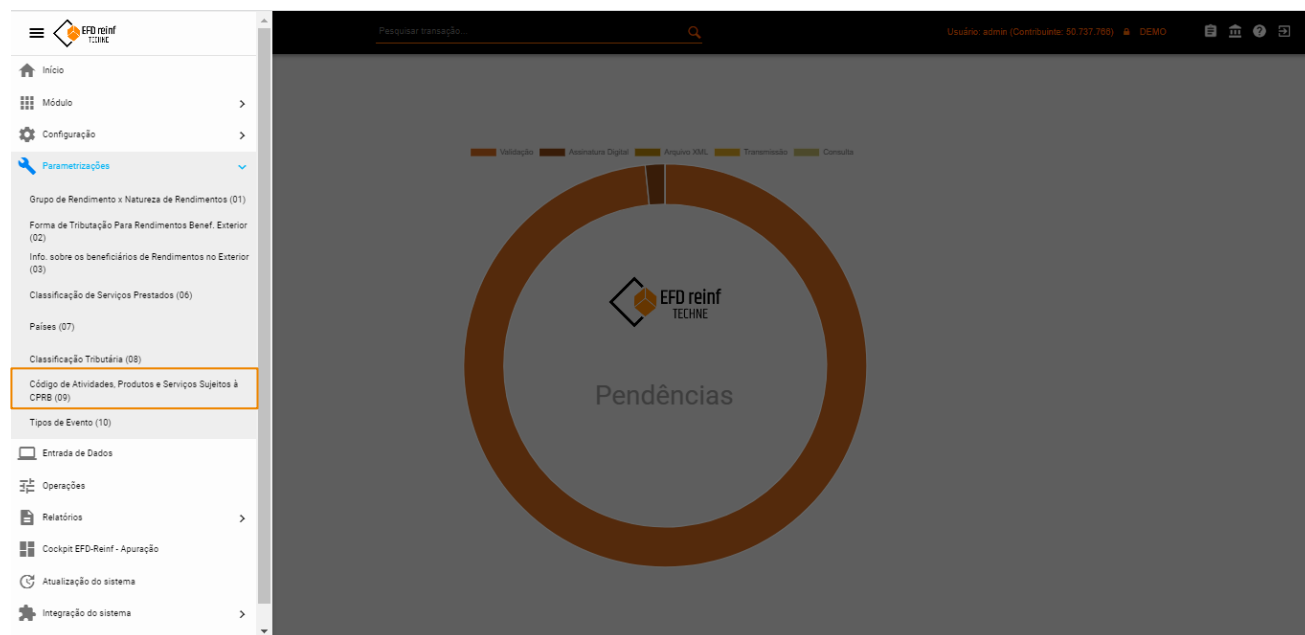 EFD reinf
TECHNE
Pesquisar transação...
Usuário: admin (Contribuinte: 50.737.766)
DEMO
Início
Módulo
Configuração
Parametrizações
Grupo de Rendimento x Natureza de Rendimentos (01)
Forma de Tributação Para Rendimentos Benef. Exterior
(02)
Info. sobre os beneficiários de Rendimentos no Exterior
(03)
Classificação de Serviços Prestados (06)
Países (07)
Classificação Tributária (08)
Código de Atividades, Produtos e Serviços Sujeitos à
CPRB (09)
Tipos de Evento (10)
Entrada de Dados
Operações
Relatórios
Cockpit EFD-Reinf - Apuração
Atualização do sistema
Integração do sistema
Validação Assinatura Digital Arquivo XML Transmissão Consulta
EFD reinf
TECHNE
Pendências